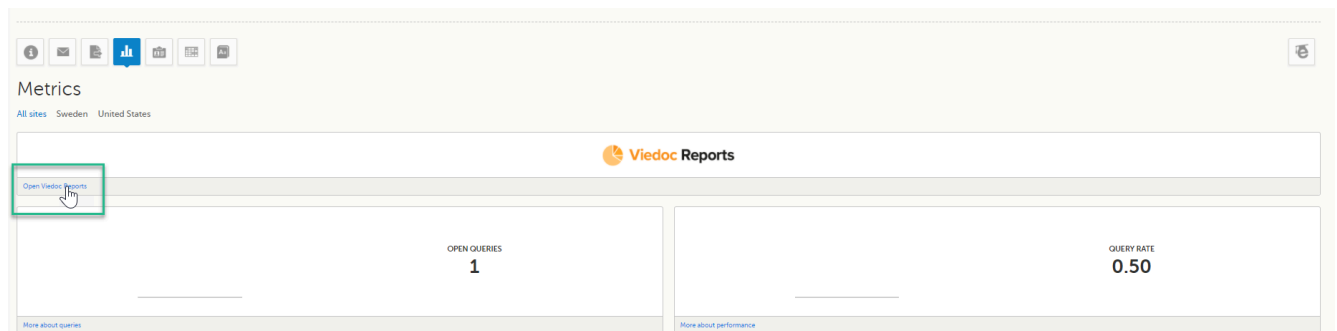 Metrics
All sites Sweden United States
Viedoc Reports
Open Viedoc Reports
OPEN QUERIES
1
QUERY RATE
0.50
More about queries
More about performance